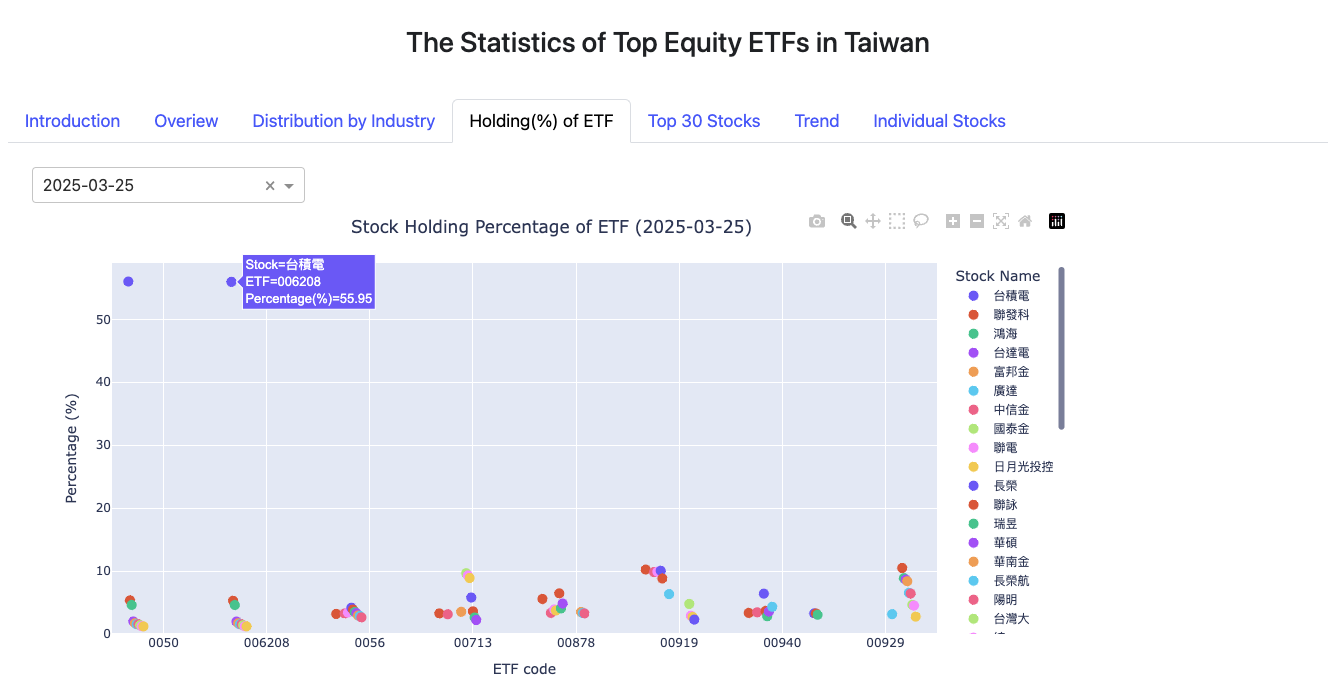 The Statistics of Top Equity ETFs in Taiwan
Introduction Overiew Distribution by Industry Holding(%) of ETF Top 30 Stocks Trend Individual Stocks
2025-03-25
Stock Holding Percentage of ETF (2025-03-25)
Stock=台積電
ETF=006208
Percentage(%)=55.95
Percentage (%)
50
40
30
20
10
0
0050 006208 0056 00713 00878 00919 00940 00929
ETF code
Stock Name
台積電
聯發科
鴻海
台達電
富邦金
廣達
中信金
國泰金
聯電
日月光投控
長榮
聯詠
瑞昱
華碩
華南金
長榮航
陽明
台灣大